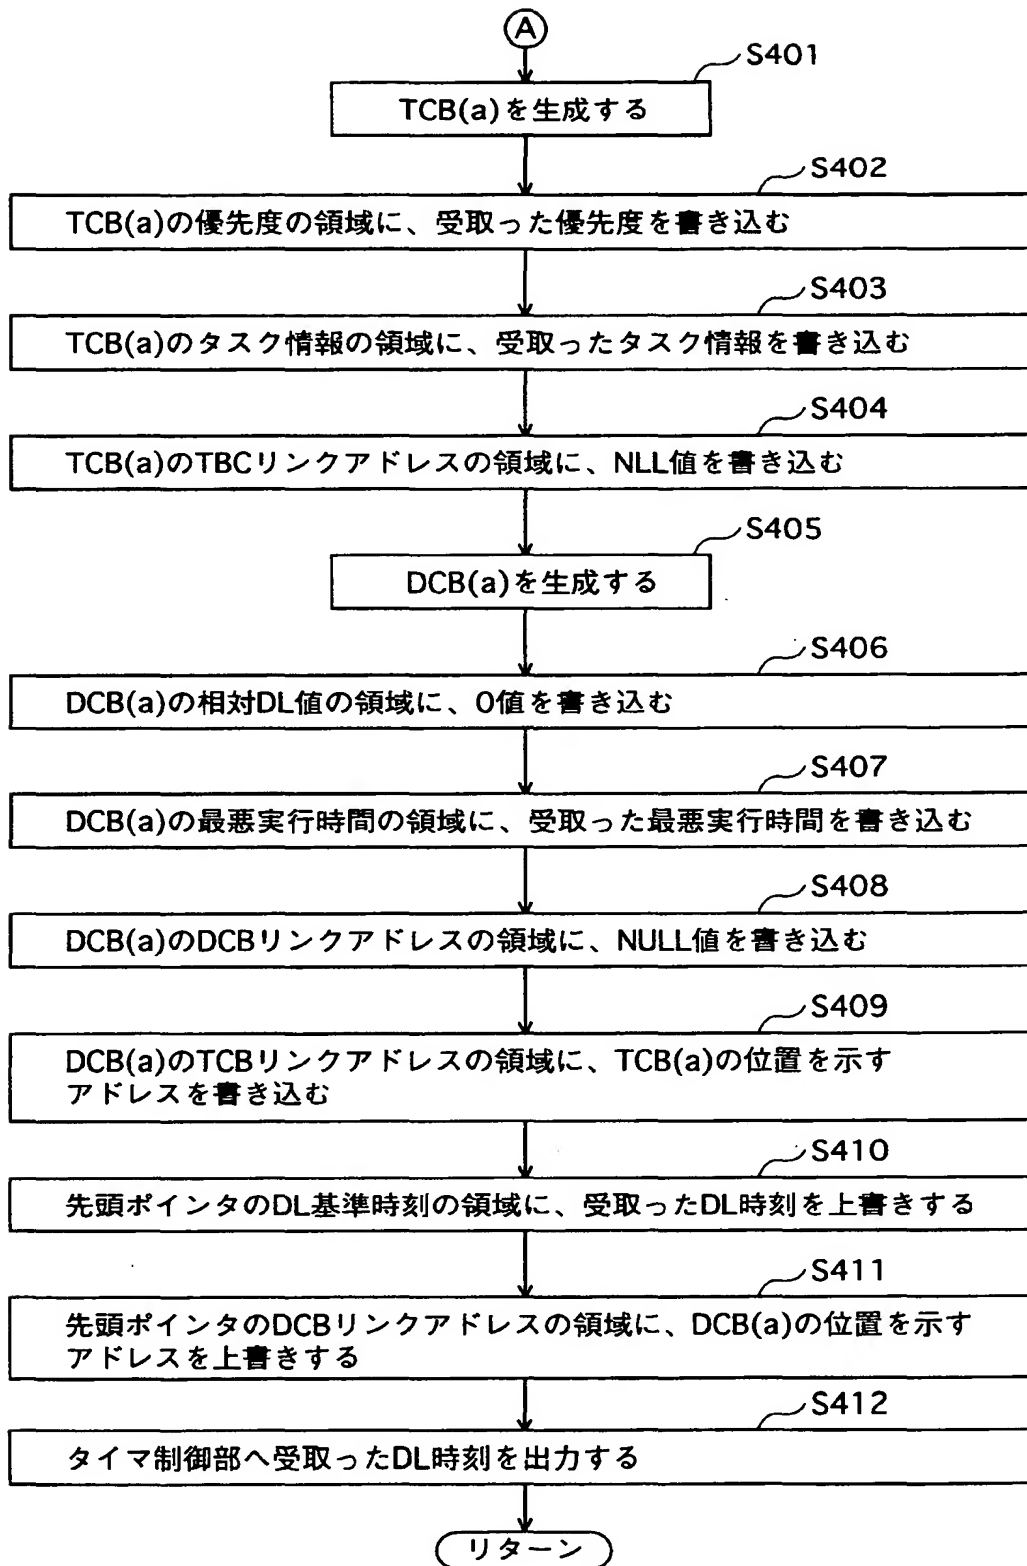 A
S401
TCB(a)を生成する
S402
TCB(a)の優先度の領域に、受取った優先度を書き込む
S403
TCB(a)のタスク情報の領域に、受取ったタスク情報を書き込む
S404
TCB(a)のTBCリンクアドレスの領域に、NLL値を書き込む
S405
DCB(a)を生成する
S406
DCB(a)の相対DL値の領域に、0値を書き込む
S407
DCB(a)の最悪実行時間の領域に、受取った最悪実行時間を書き込む
S408
DCB(a)のDCBリンクアドレスの領域に、NULL値を書き込む
S409
DCB(a)のTCBリンクアドレスの領域に、TCB(a)の位置を示す
アドレスを書き込む
S410
先頭ポインタのDL基準時刻の領域に、受取ったDL時刻を上書きする
S411
先頭ポインタのDCBリンクアドレスの領域に、DCB(a)の位置を示す
アドレスを上書きする
S412
タイマ制御部へ受取ったDL時刻を出力する
リターン